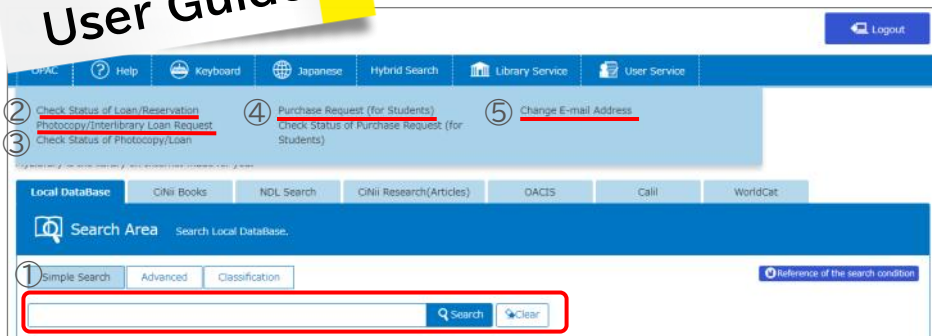 User Guide
Logout
OPAC Help Keyboard Japanese Hybrid Search Library Service User Service
② Check Status of Loan/Reservation ④ Purchase Request (for Students) ⑤ Change E-mail Address
Photocopy/Interlibrary Loan Request Check Status of Purchase Request (for
③ Check Status of Photocopy/Loan Students)
Local DataBase CiNii Books NDL Search CiNii Research(Articles) OACIS Calil WorldCat
Search Area Search Local DataBase.
① Simple Search Advanced Classification Reference of the search condition
Search Clear